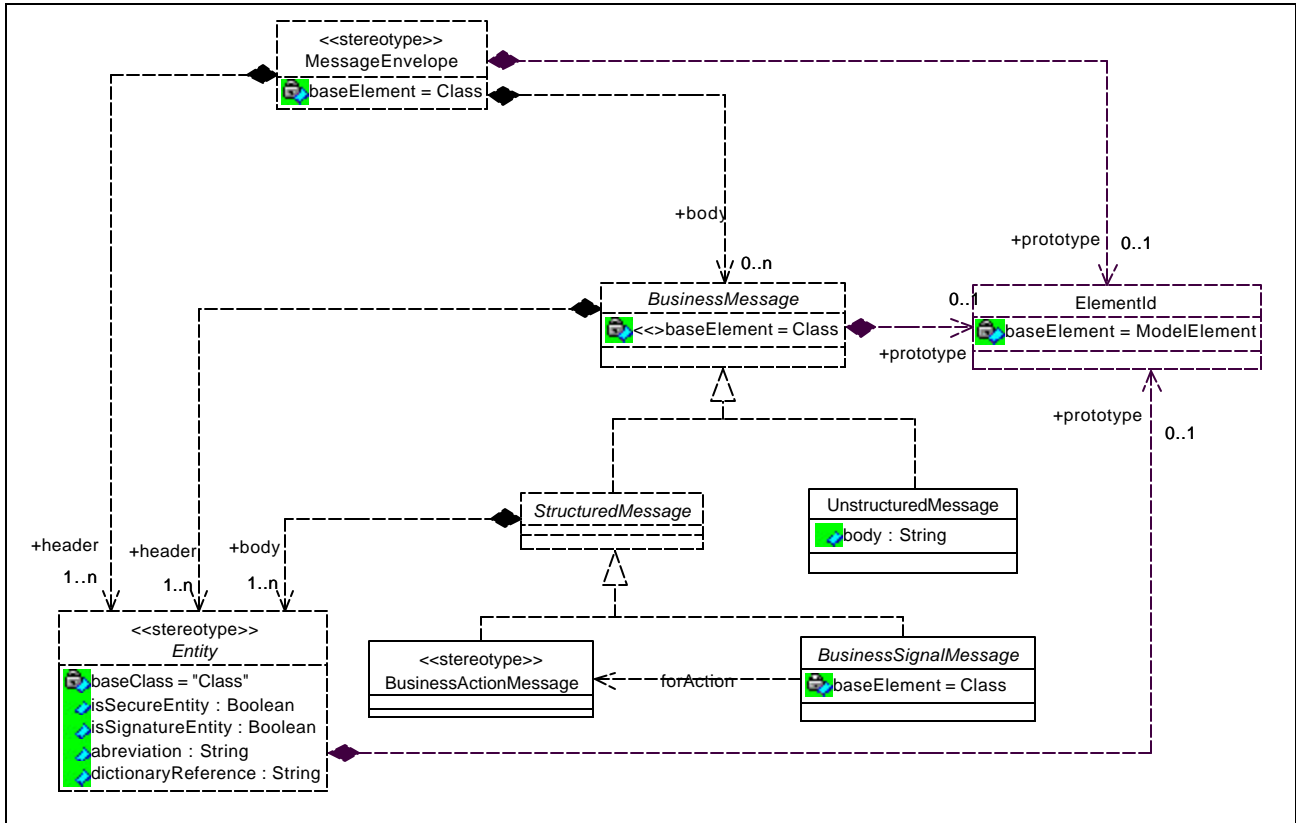 <<stereotype>>
MessageEnvelope
baseElement = Class
+body
0..n
+prototype
0..1
BusinessMessage
<<>baseElement = Class
0..1
+prototype
ElementId
baseElement = ModelElement
+prototype
0..1
StructuredMessage
UnstructuredMessage
body : String
+header
1..n
+header
1..n
+body
1..n
<<stereotype>>
Entity
baseClass = "Class"
isSecureEntity : Boolean
isSignatureEntity : Boolean
abreviation : String
dictionaryReference : String
<<stereotype>>
BusinessActionMessage
forAction
BusinessSignalMessage
baseElement = Class